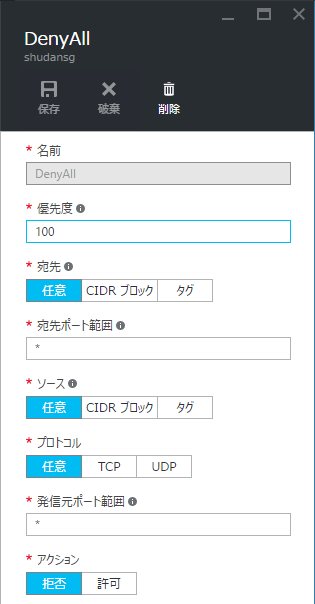 DenyAll
shudansg
保存 破棄 削除
* 名前
DenyAll
* 優先度
100
* 宛先
任意 CIDR ブロック タグ
* 宛先ポート範囲
*
* ソース
任意 CIDR ブロック タグ
* プロトコル
任意 TCP UDP
* 発信元ポート範囲
*
* アクション
拒否 許可